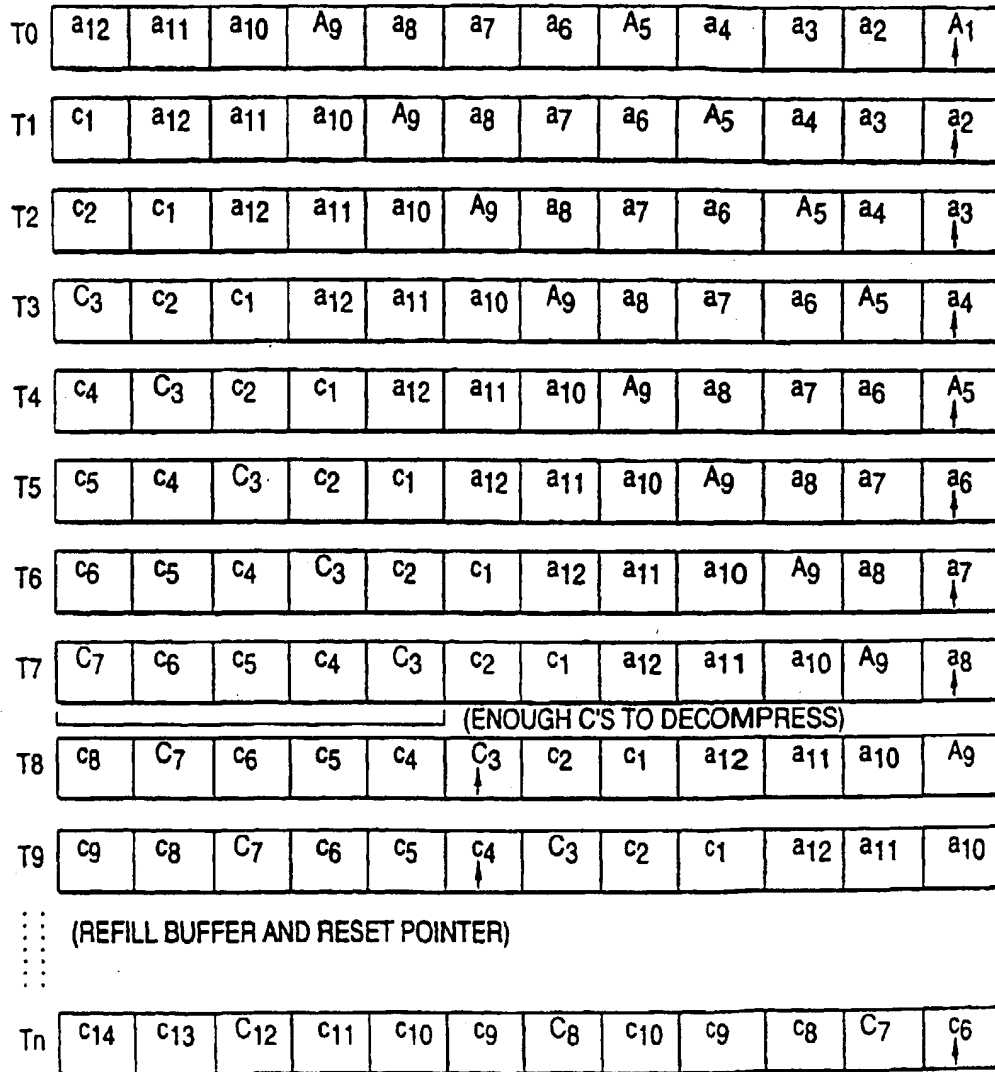 T0 a12 a11 a10 A9 a8 a7 a6 A5 a4 a3 a2 A1
T1 c1 a12 a11 a10 A9 a8 a7 a6 A5 a4 a3 a2
T2 c2 c1 a12 a11 a10 A9 a8 a7 a6 A5 a4 a3
T3 C3 c2 c1 a12 a11 a10 A9 a8 a7 a6 A5 a4
T4 c4 C3 c2 c1 a12 a11 a10 A9 a8 a7 a6 A5
T5 c5 c4 C3 c2 c1 a12 a11 a10 A9 a8 a7 a6
T6 c6 c5 c4 C3 c2 c1 a12 a11 a10 A9 a8 a7
T7 C7 c6 c5 c4 C3 c2 c1 a12 a11 a10 A9 a8
(ENOUGH C'S TO DECOMPRESS)
T8 c8 C7 c6 c5 c4 C3 c2 c1 a12 a11 a10 A9
T9 c9 c8 C7 c6 c5 c4 C3 c2 c1 a12 a11 a10
(REFILL BUFFER AND RESET POINTER)
Tn c14 c13 C12 c11 c10 c9 C8 c10 c9 c8 C7 c6